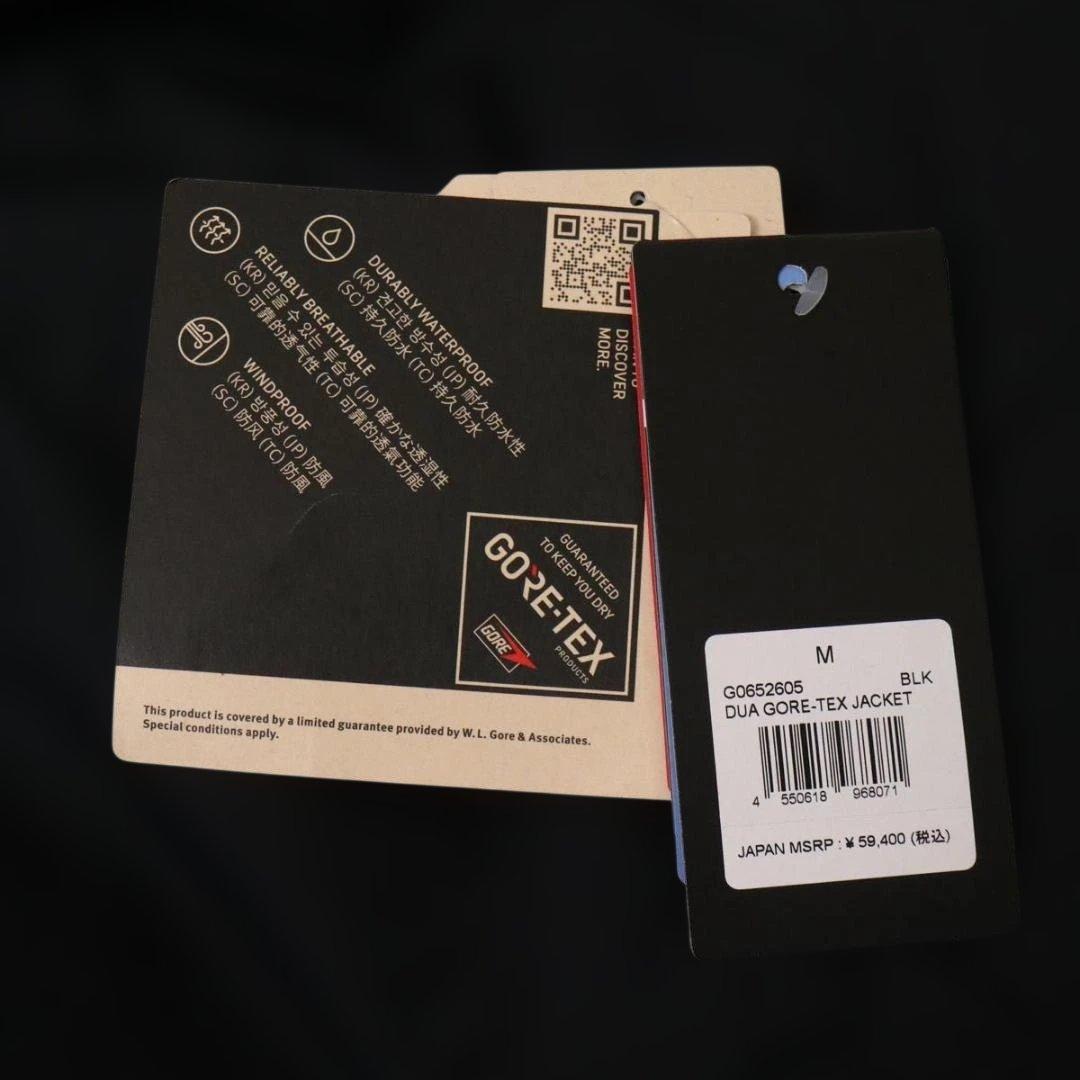 DURABLY WATERPROOF
(KR) 견고한 방수성 (JP) 耐久防水性
(SC) 持久防水 (TC) 持久防水
RELIABLY BREATHABLE
(KR) 믿을 수 있는 투습성 (JP) 確かな透湿性
(SC) 可靠的透气性 (TC) 可靠的透氣功能
WINDPROOF
(KR) 방풍성 (JP) 防風
(SC) 防风 (TC) 防風
DISCOVER
MORE.
GUARANTEED
TO KEEP YOU DRY
GORE-TEX
PRODUCTS
GORE
This product is covered by a limited guarantee provided by W. L. Gore & Associates.
Special conditions apply.
M
G0652605 BLK
DUA GORE-TEX JACKET
4 550618 968071
JAPAN MSRP : ¥ 59,400 (税込)